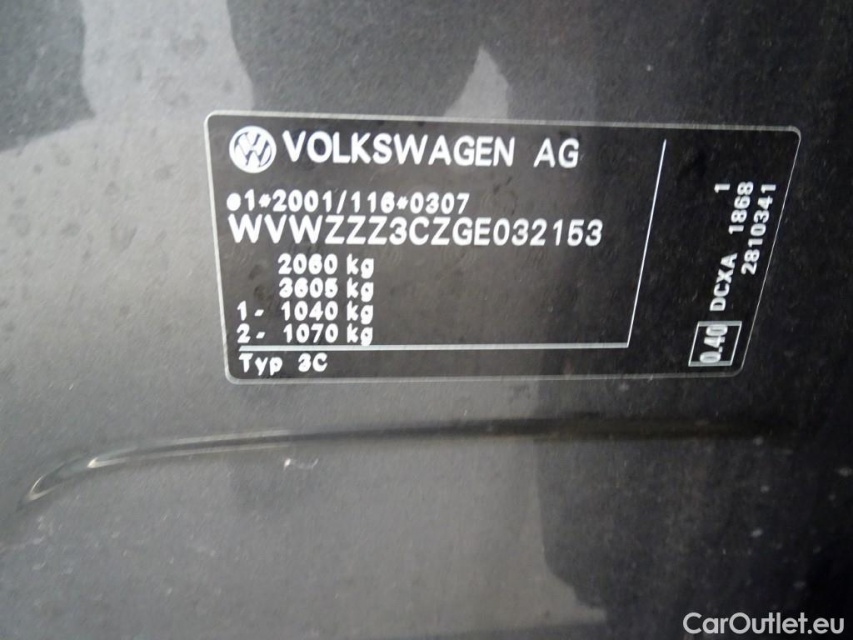 VOLKSWAGEN AG
e1*2001/116*0307
WVWZZZ3CZGE032153
2060 kg
3605 kg
1 - 1040 kg
2 - 1070 kg
Typ 3C
0.40
DCXA 1868
1
2810341
CarOutlet.eu